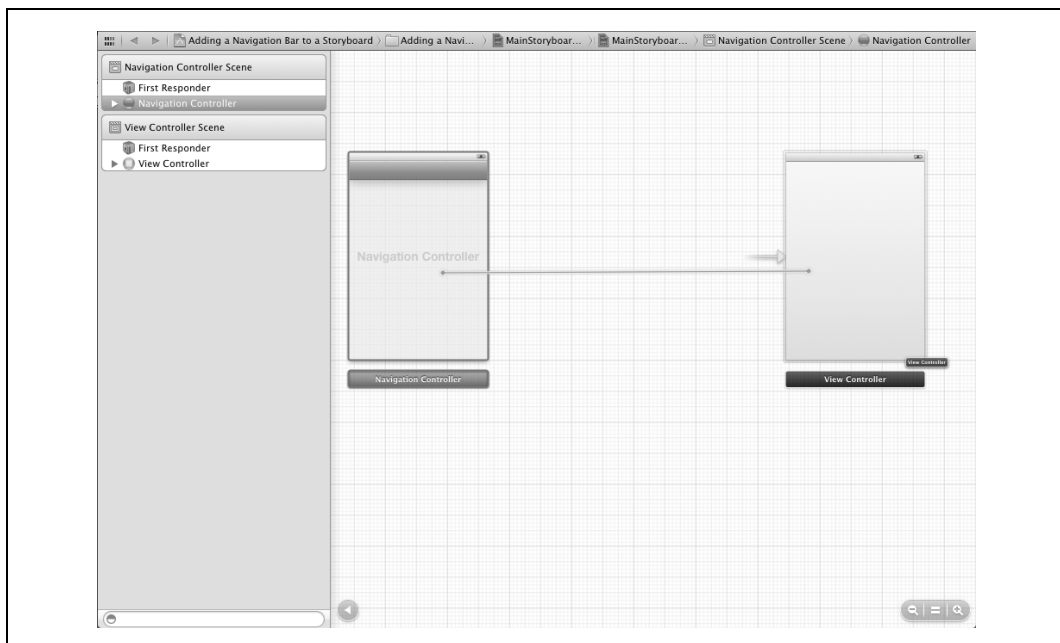 Adding a Navigation Bar to a Storyboard Adding a Navi... MainStoryboar... MainStoryboar... Navigation Controller Scene Navigation Controller
Navigation Controller Scene
First Responder
Navigation Controller
View Controller Scene
First Responder
View Controller
Navigation Controller
View Controller
Navigation Controller
View Controller